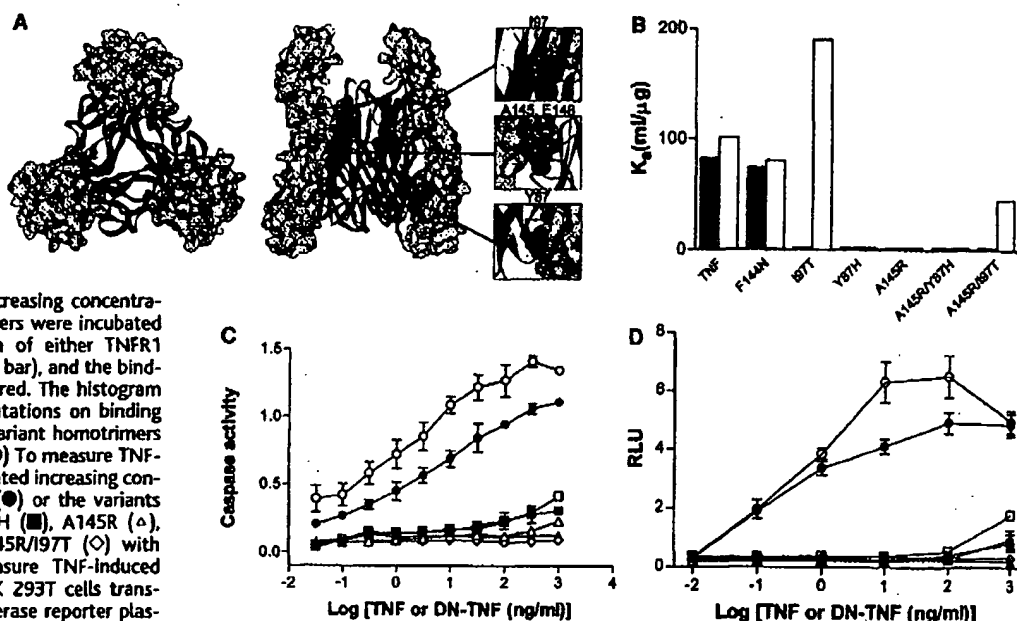 A
I97
A145, F148
Y87
B
200
100
0
Ka(ml/μg)
TNF
F144N
I97T
Y87H
A145R
A145R/Y87H
A145R/I97T
creasing concentra-
ers were incubated
of either TNFR1
bar), and the bind-
red. The histogram
tations on binding
ariant homotrimers
) To measure TNF-
ted increasing con-
(●) or the variants
H (■), A145R (△),
45R/I97T (◇) with
asure TNF-induced
K 293T cells trans-
erase reporter plas-
C
1.5
1.0
0.5
0.0
Caspase activity
-2 -1 0 1 2 3 4
Log [TNF or DN-TNF (ng/ml)]
D
8
6
4
2
0
RLU
-2 -1 0 1 2 3
Log [TNF or DN-TNF (ng/ml)]